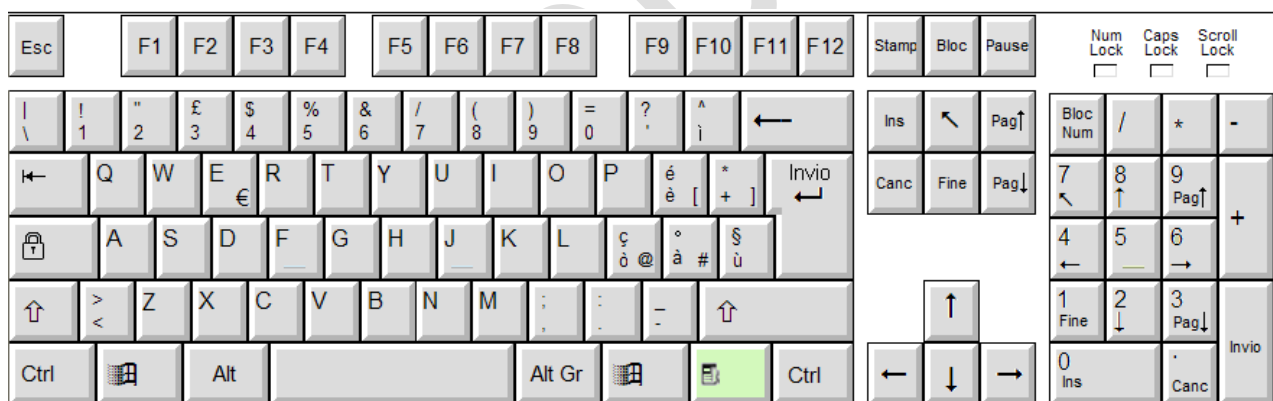 Esc F1 F2 F3 F4 F5 F6 F7 F8 F9 F10 F11 F12 Stamp Bloc Pause Num Lock Caps Lock Scroll Lock
| \ ! 1 " 2 £ 3 $ 4 % 5 & 6 / 7 ( 8 ) 9 = 0 ? ' ^ ì ← Ins ↖ Pag↑ Bloc Num / * -
⇤ Q W E € R T Y U I O P é è [ * + ] Invio ↵ Canc Fine Pag↓ 7 ↖ 8 ↑ 9 Pag↑ +
A S D F G H J K L ç ò @ ° à # § ù 4 ← 5 6 →
⇧ > < Z X C V B N M ; , : . _ - ⇧ ↑ 1 Fine 2 ↓ 3 Pag↓ Invio
Ctrl Alt Alt Gr Ctrl ← ↓ → 0 Ins . Canc